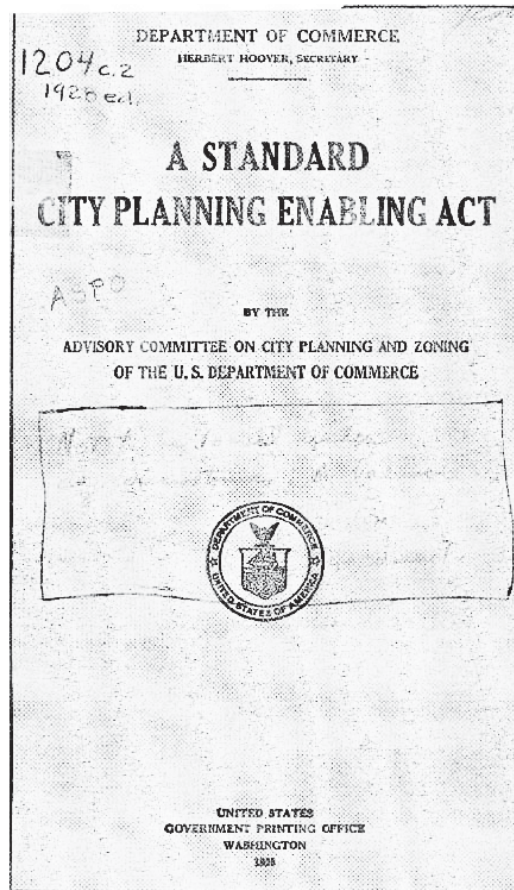 DEPARTMENT OF COMMERCE
HERBERT HOOVER, SECRETARY
1204 c.2
1928 ed.
A STANDARD
CITY PLANNING ENABLING ACT
ASPO
BY THE
ADVISORY COMMITTEE ON CITY PLANNING AND ZONING
OF THE U. S. DEPARTMENT OF COMMERCE
DEPARTMENT OF COMMERCE
UNITED STATES OF AMERICA
UNITED STATES
GOVERNMENT PRINTING OFFICE
WASHINGTON
1928